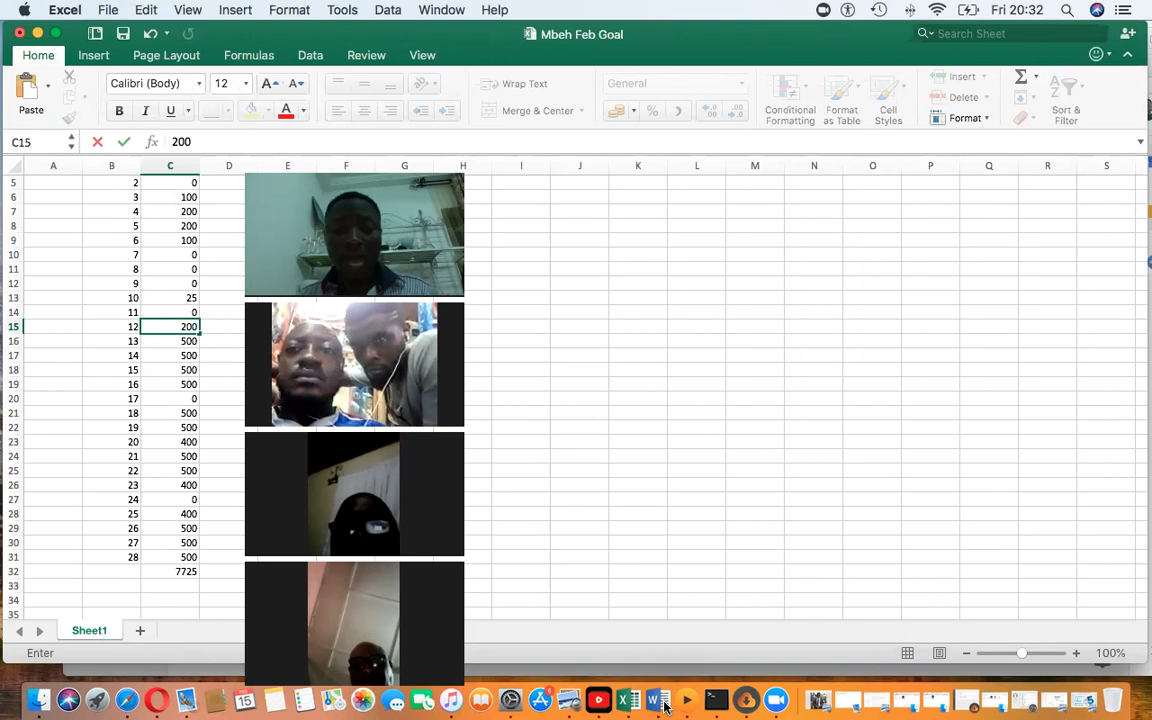 Excel File Edit View Insert Format Tools Data Window Help Fri 20:32
Mbeh Feb Goal
Search Sheet
Home Insert Page Layout Formulas Data Review View
Paste
Calibri (Body) 12
A A
B I U A
Wrap Text
Merge & Center
General
%
Conditional Formatting
Format as Table
Cell Styles
Insert
Delete
Format
Sort & Filter
C15 fx 200
A B C D E F G H I J K L M N O P Q R S
5 2 0
6 3 100
7 4 200
8 5 200
9 6 100
10 7 0
11 8 0
12 9 0
13 10 25
14 11 0
15 12 200
16 13 500
17 14 500
18 15 500
19 16 500
20 17 0
21 18 500
22 19 500
23 20 400
24 21 500
25 22 500
26 23 400
27 24 0
28 25 400
29 26 500
30 27 500
31 28 500
32 7725
33
34
35
Sheet1
Enter 100%
15